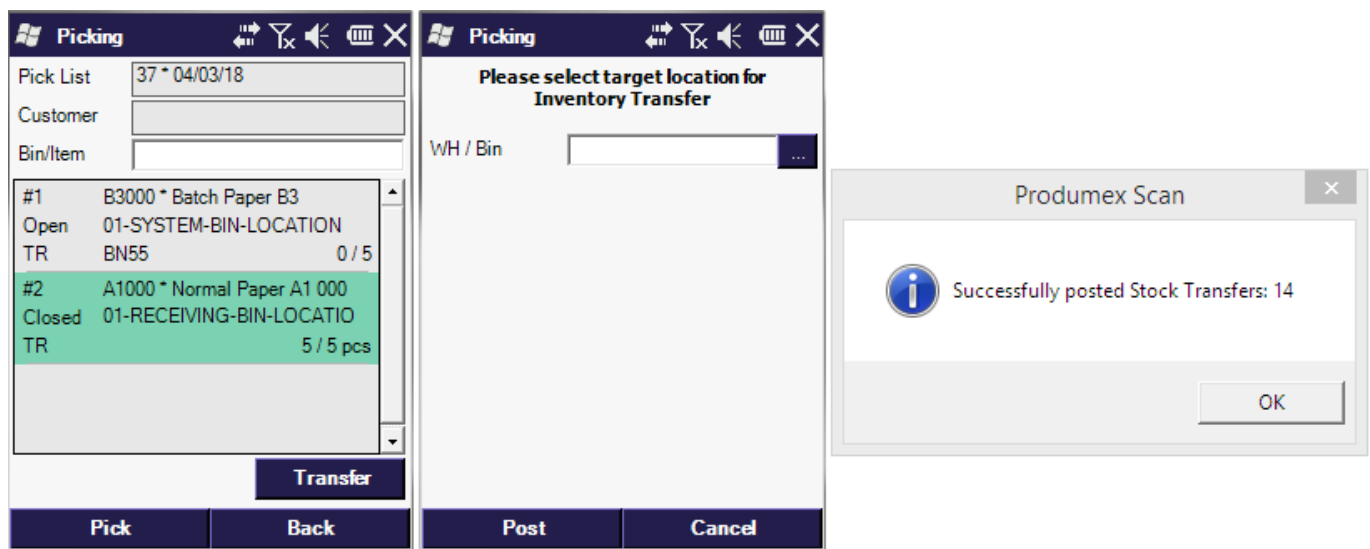 Picking
Pick List 37 * 04/03/18
Customer
Bin/Item
#1 B3000 * Batch Paper B3
Open 01-SYSTEM-BIN-LOCATION
TR BN55 0 / 5
#2 A1000 * Normal Paper A1 000
Closed 01-RECEIVING-BIN-LOCATIO
TR 5 / 5 pcs
Transfer
Pick Back
Picking
Please select target location for
Inventory Transfer
WH / Bin ...
Post Cancel
Produmex Scan
Successfully posted Stock Transfers: 14
OK